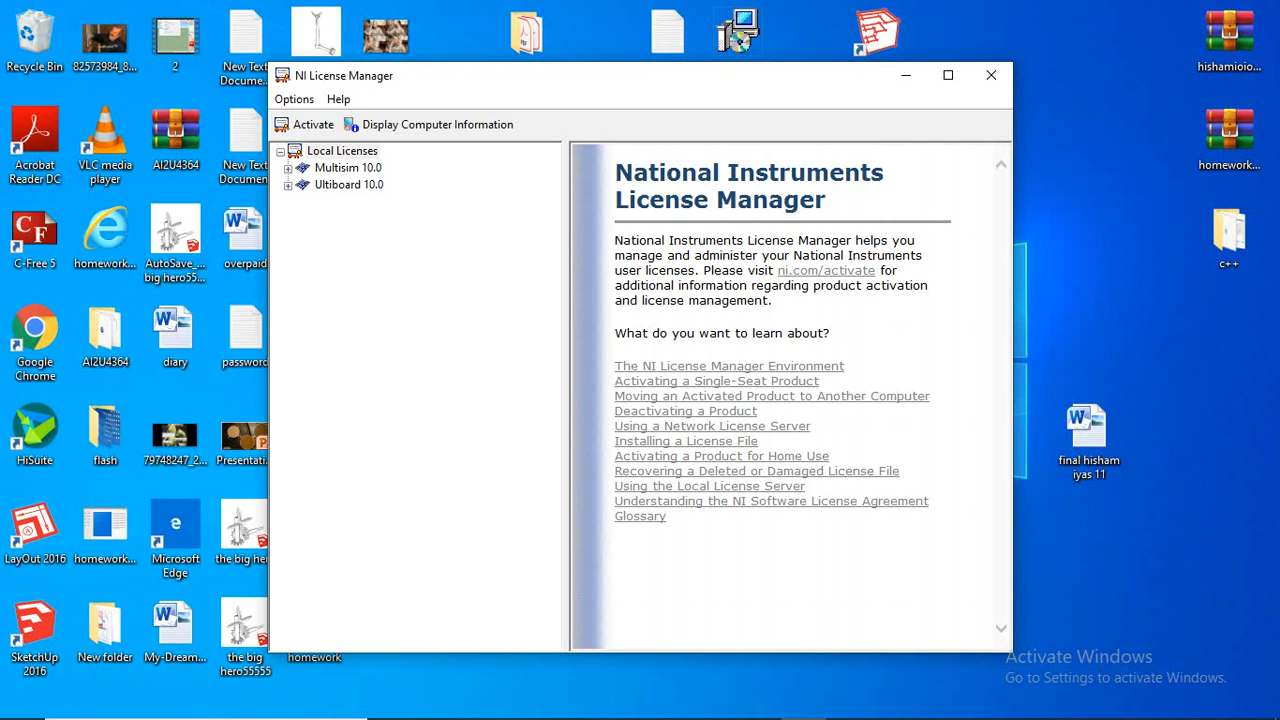 Recycle Bin
82573984_8...
2
New Text
Docume...
hishamioio...
NI License Manager
Options Help
Activate Display Computer Information
Local Licenses
Multisim 10.0
Ultiboard 10.0
National Instruments
License Manager
National Instruments License Manager helps you
manage and administer your National Instruments
user licenses. Please visit ni.com/activate for
additional information regarding product activation
and license management.
What do you want to learn about?
The NI License Manager Environment
Activating a Single-Seat Product
Moving an Activated Product to Another Computer
Deactivating a Product
Using a Network License Server
Installing a License File
Activating a Product for Home Use
Recovering a Deleted or Damaged License File
Using the Local License Server
Understanding the NI Software License Agreement
Glossary
Acrobat
Reader DC
VLC media
player
AI2U4364
New Text
Document
homework...
C-Free 5
homework...
AutoSave_...
big hero55...
overpaid
c++
Google
Chrome
AI2U4364
diary
password
HiSuite
flash
79748247_2...
Presentati...
final hisham
iyas 11
LayOut 2016
homework...
Microsoft
Edge
the big he
SketchUp
2016
New folder
My-Dream...
the big
hero55555
homework
Activate Windows
Go to Settings to activate Windows.